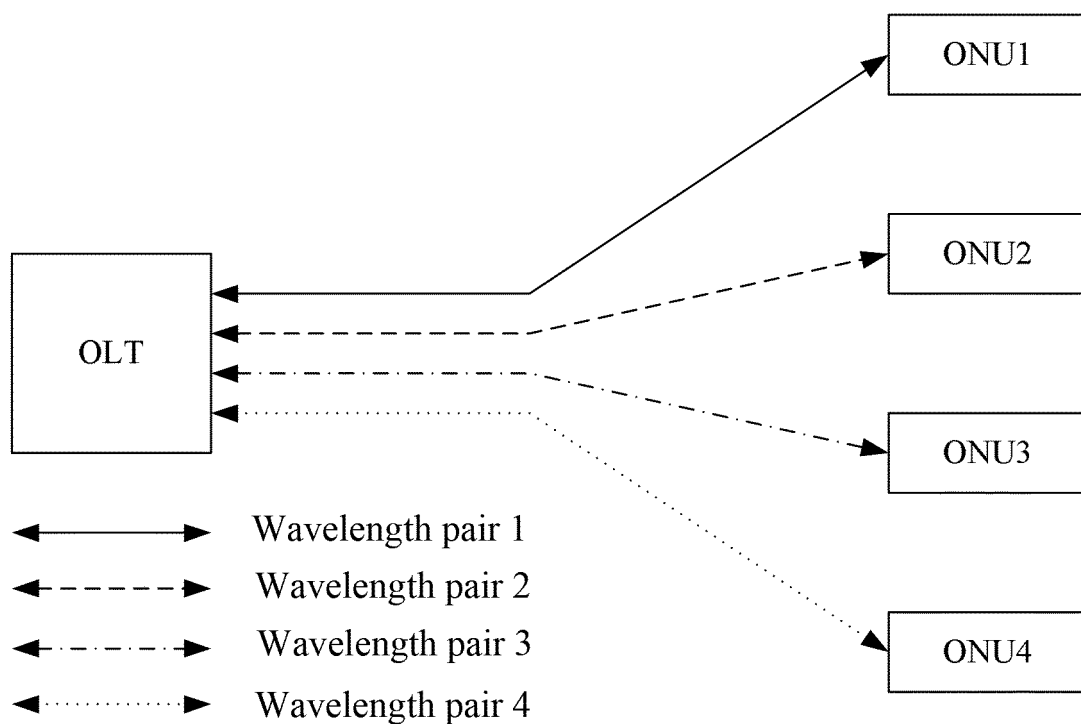 ONU1
ONU2
OLT
ONU3
ONU4
Wavelength pair 1
Wavelength pair 2
Wavelength pair 3
Wavelength pair 4